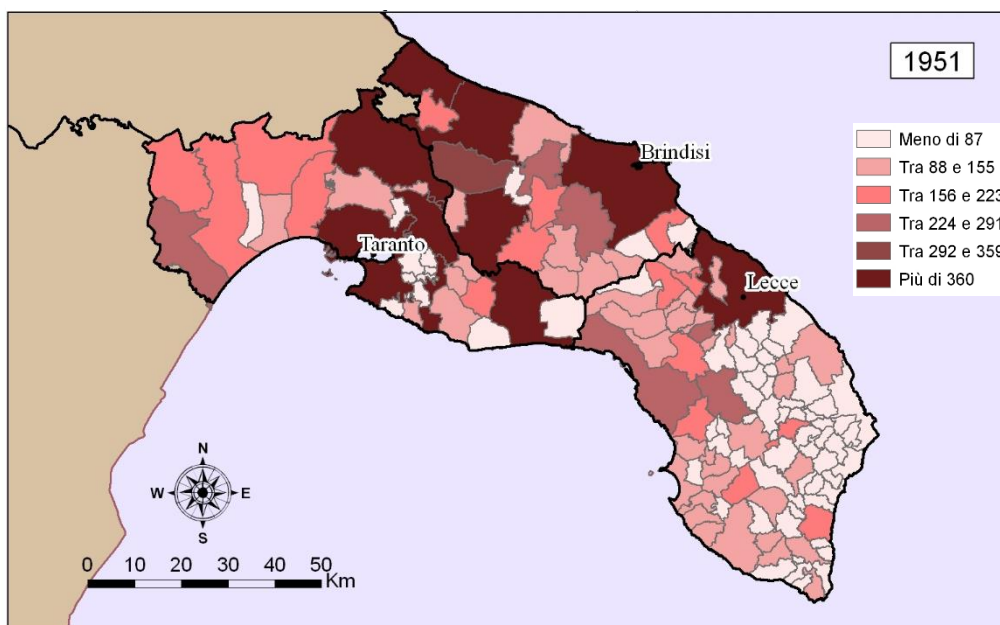 1951
Meno di 87
Tra 88 e 155
Tra 156 e 223
Tra 224 e 291
Tra 292 e 359
Più di 360
Brindisi
Taranto
Lecce
N
W E
S
0 10 20 30 40 50
Km